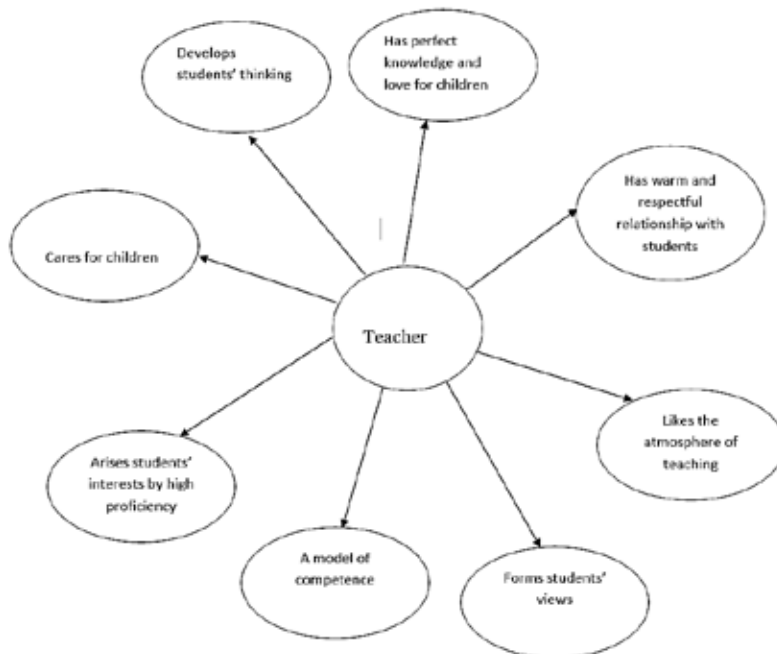 Develops
students' thinking
Has perfect
knowledge and
love for children
Has warm and
respectful
relationship with
students
Cares for children
Teacher
Likes the
atmosphere of
teaching
Arises students'
interests by high
proficiency
A model of
competence
Forms students'
views